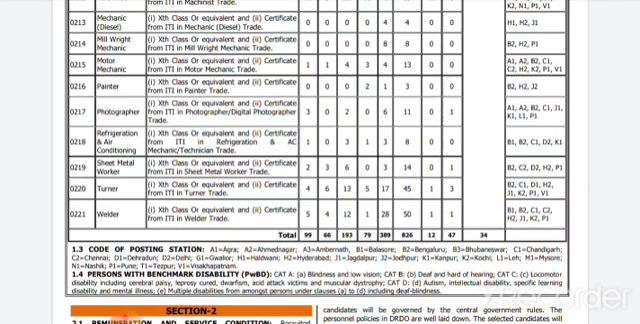 from ITI in Machinist Trade. K2, N1, P1, V1
0213 Mechanic (Diesel) (i) Xth Class Or equivalent and (ii) Certificate from ITI in Mechanic (Diesel) Trade. 0 0 0 0 4 4 0 0 H1, H2, J1
0214 Mill Wright Mechanic (i) Xth Class Or equivalent and (ii) Certificate from ITI in Mill Wright Mechanic Trade. 0 0 0 0 8 8 0 0 B2, H2, P1
0215 Motor Mechanic (i) Xth Class Or equivalent and (ii) Certificate from ITI in Motor Mechanic Trade. 1 1 4 3 4 13 0 0 A1, A2, B2, C1, C2, H2, K2, P1, V1
0216 Painter (i) Xth Class Or equivalent and (ii) Certificate from ITI in Painter Trade. 0 0 0 2 1 3 0 0 B2, H2, J2
0217 Photographer (i) Xth Class Or equivalent and (ii) Certificate from ITI in Photographer/Digital Photographer Trade. 3 0 2 0 6 11 0 1 A1, A2, B2, C1, J1, K1, L1, P1
0218 Refrigeration & Air Conditioning (i) Xth Class Or equivalent and (ii) Certificate from ITI in Refrigeration & AC Mechanic/Technician Trade. 1 0 3 1 3 8 0 0 B1, B2, C1, D2, K1
0219 Sheet Metal Worker (i) Xth Class Or equivalent and (ii) Certificate from ITI in Sheet Metal Worker Trade. 2 3 6 0 3 14 0 1 B2, C2, D2, H2, P1
0220 Turner (i) Xth Class Or equivalent and (ii) Certificate from ITI in Turner Trade. 4 6 13 5 17 45 1 3 B2, C1, D1, H2, J1, K2, P1, V1
0221 Welder (i) Xth Class Or equivalent and (ii) Certificate from ITI in Welder Trade. 5 4 12 1 28 50 1 1 B1, B2, C1, C2, H2, J1, K2, P1
Total 99 66 193 79 389 826 12 47 34
1.3 CODE OF POSTING STATION: A1=Agra; A2=Ahmednagar; A3=Ambernath, B1=Balasore; B2=Bengaluru; B3=Bhubaneswar; C1=Chandigarh;
C2=Chennai; D1=Dehradun; D2=Delhi; G1=Gwalior; H1=Haldwani; H2=Hyderabad; J1=Jagdalpur; J2=Jodhpur; K1=Kanpur; K2=Kochi; L1=Leh; M1=Mysore;
N1=Nashik; P1=Pune; T1=Tezpur; V1=Visakhapatnam.
1.4 PERSONS WITH BENCHMARK DISABILITY (PwBD): CAT A: (a) Blindness and low vision; CAT B: (b) Deaf and hard of hearing; CAT C: (c) Locomotor
disability including cerebral palsy, leprosy cured, dwarfism, acid attack victims and muscular dystrophy; CAT D: (d) Autism, intellectual disability, specific learning
disability and mental illness; (e) Multiple disabilities from amongst persons under clauses (a) to (d) including deaf-blindness.
SECTION-2
2.1 REMUNERATION AND SERVICE CONDITION: Recruited
candidates will be governed by the central government rules. The
personnel policies in DRDO are well laid down. The selected candidates will
XRecorder